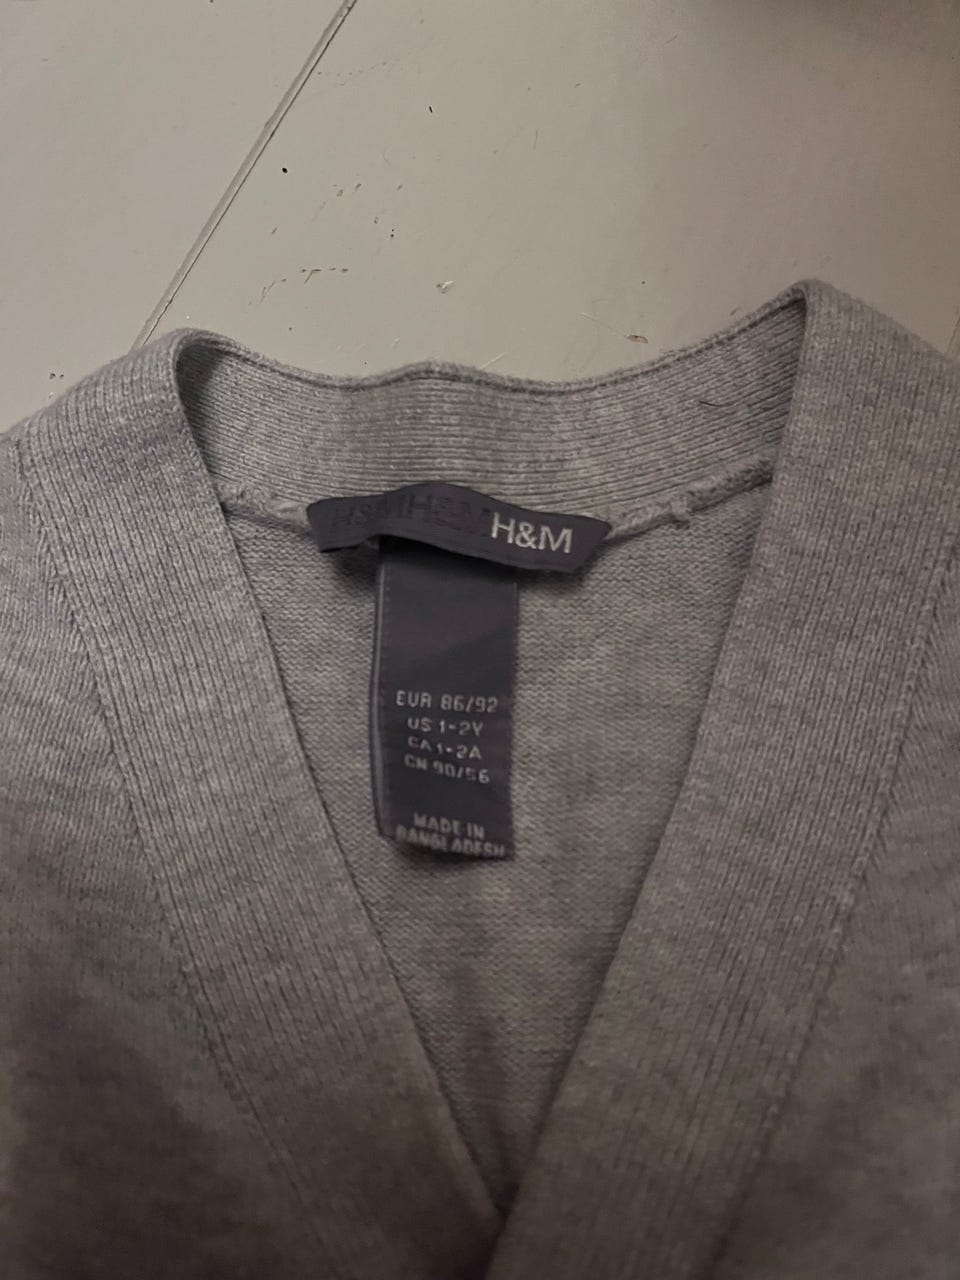 H&M H&M H&M
EUR 86/92
US 1-2Y
CA 1-2A
CN 90/56
MADE IN
BANGLADESH